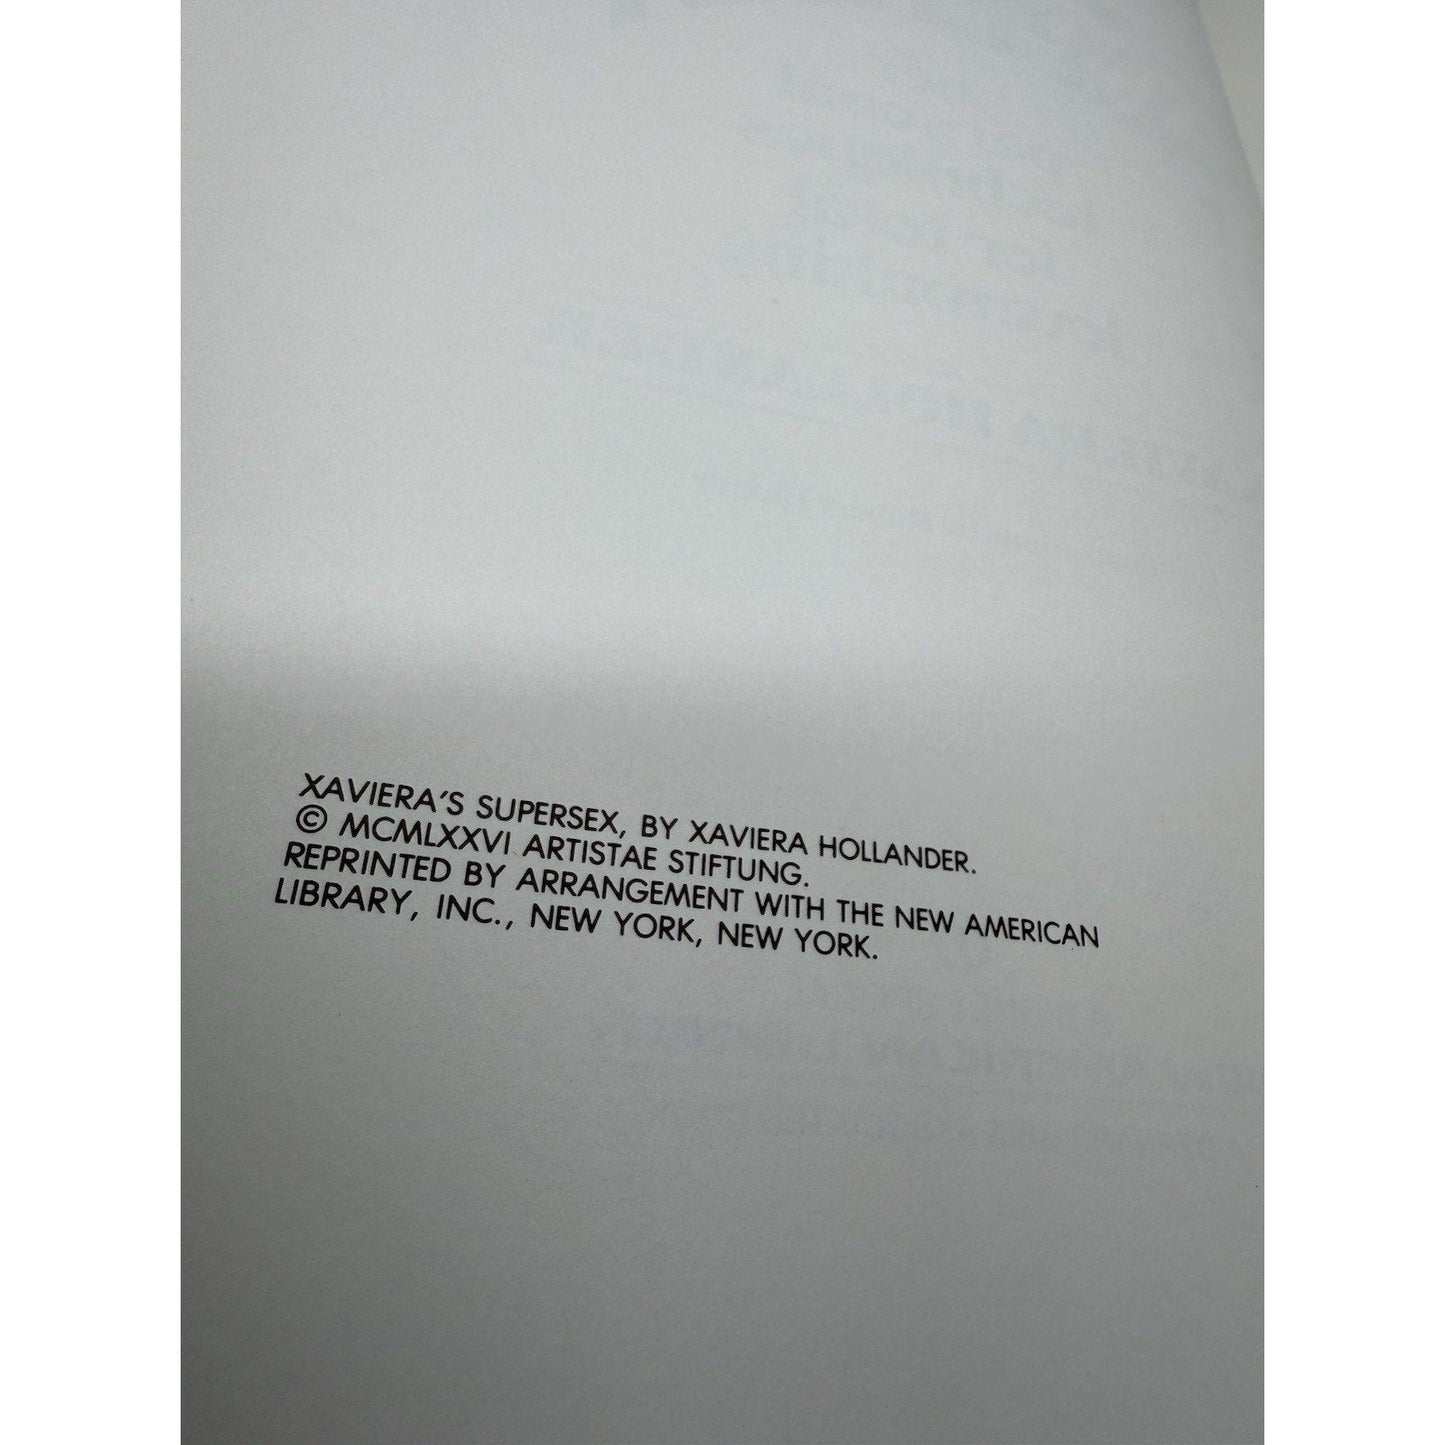 XAVIERA'S SUPERSEX, BY XAVIERA HOLLANDER.
© MCMLXXVI ARTISTAE STIFTUNG.
REPRINTED BY ARRANGEMENT WITH THE NEW AMERICAN
LIBRARY, INC., NEW YORK, NEW YORK.